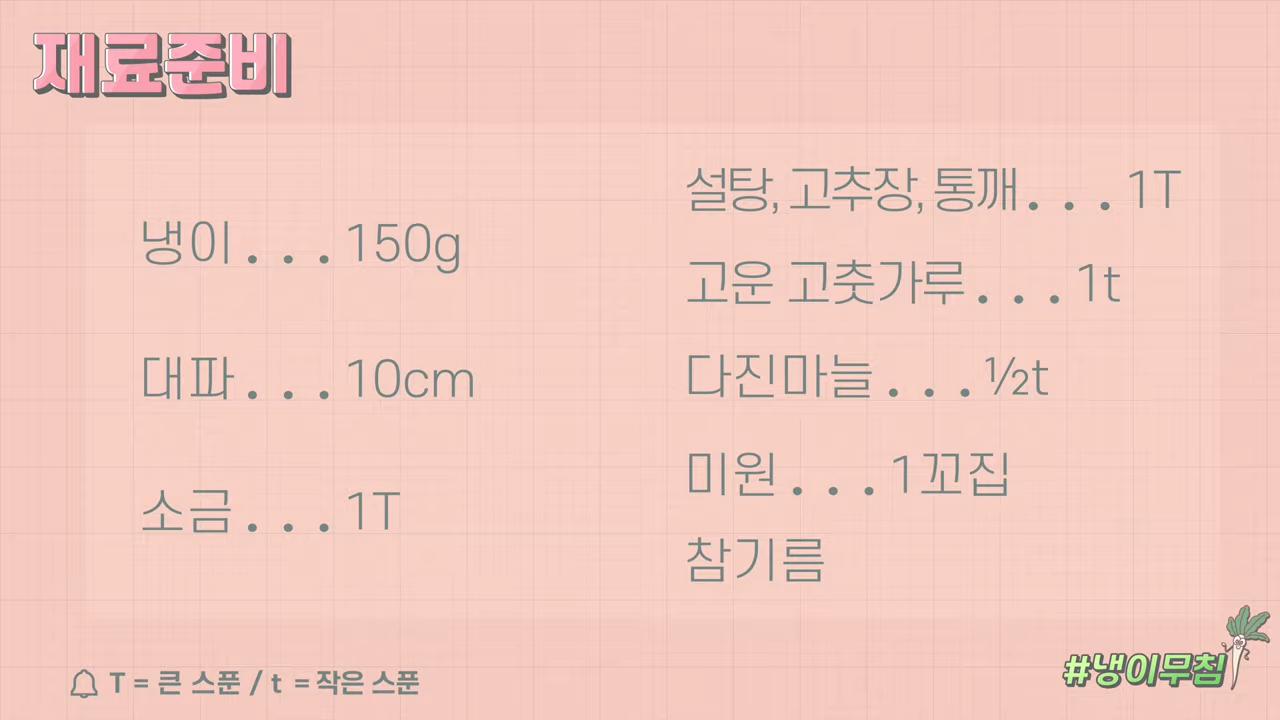 재료준비
냉이 . . . 150g
대파 . . . 10cm
소금 . . . 1T
설탕, 고추장, 통깨 . . . 1T
고운 고춧가루 . . . 1t
다진마늘 . . . ½t
미원 . . . 1꼬집
참기름
T = 큰 스푼 / t = 작은 스푼
#냉이무침